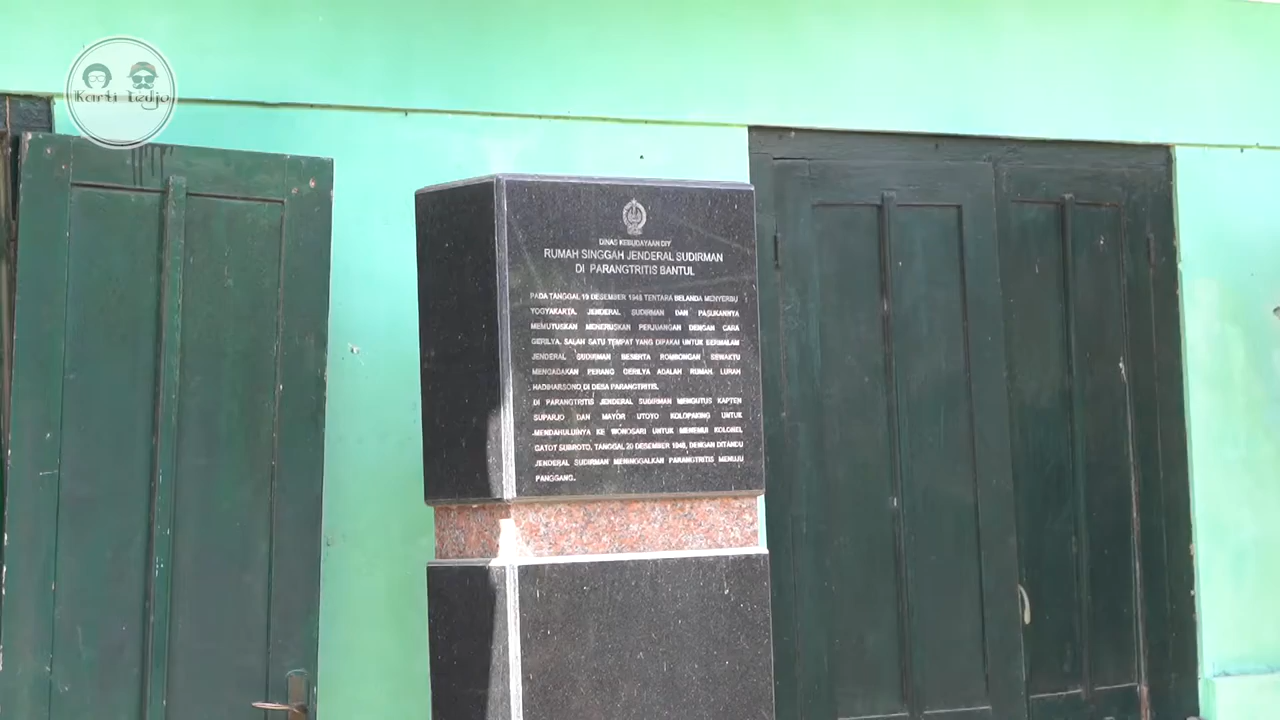 Karti Tedjo
DINAS KEBUDAYAAN DIY
RUMAH SINGGAH JENDERAL SUDIRMAN
DI PARANGTRITIS BANTUL
PADA TANGGAL 19 DESEMBER 1948 TENTARA BELANDA MENYERBU
YOGYAKARTA. JENDERAL SUDIRMAN DAN PASUKANNYA
MEMUTUSKAN MENERUSKAN PERJUANGAN DENGAN CARA
GERILYA. SALAH SATU TEMPAT YANG DIPAKAI UNTUK BERMALAM
JENDERAL SUDIRMAN BESERTA ROMBONGAN SEWAKTU
MENGADAKAN PERANG GERILYA ADALAH RUMAH LURAH
HADIHARSONO DI DESA PARANGTRITIS.
DI PARANGTRITIS JENDERAL SUDIRMAN MENGUTUS KAPTEN
SUPARJO DAN MAYOR UTOYO KOLOPAKING UNTUK
MENDAHULUINYA KE WONOSARI UNTUK MENEMUI KOLONEL
GATOT SUBROTO. TANGGAL 20 DESEMBER 1948, DENGAN DITANDU
JENDERAL SUDIRMAN MENINGGALKAN PARANGTRITIS MENUJU
PANGGANG.